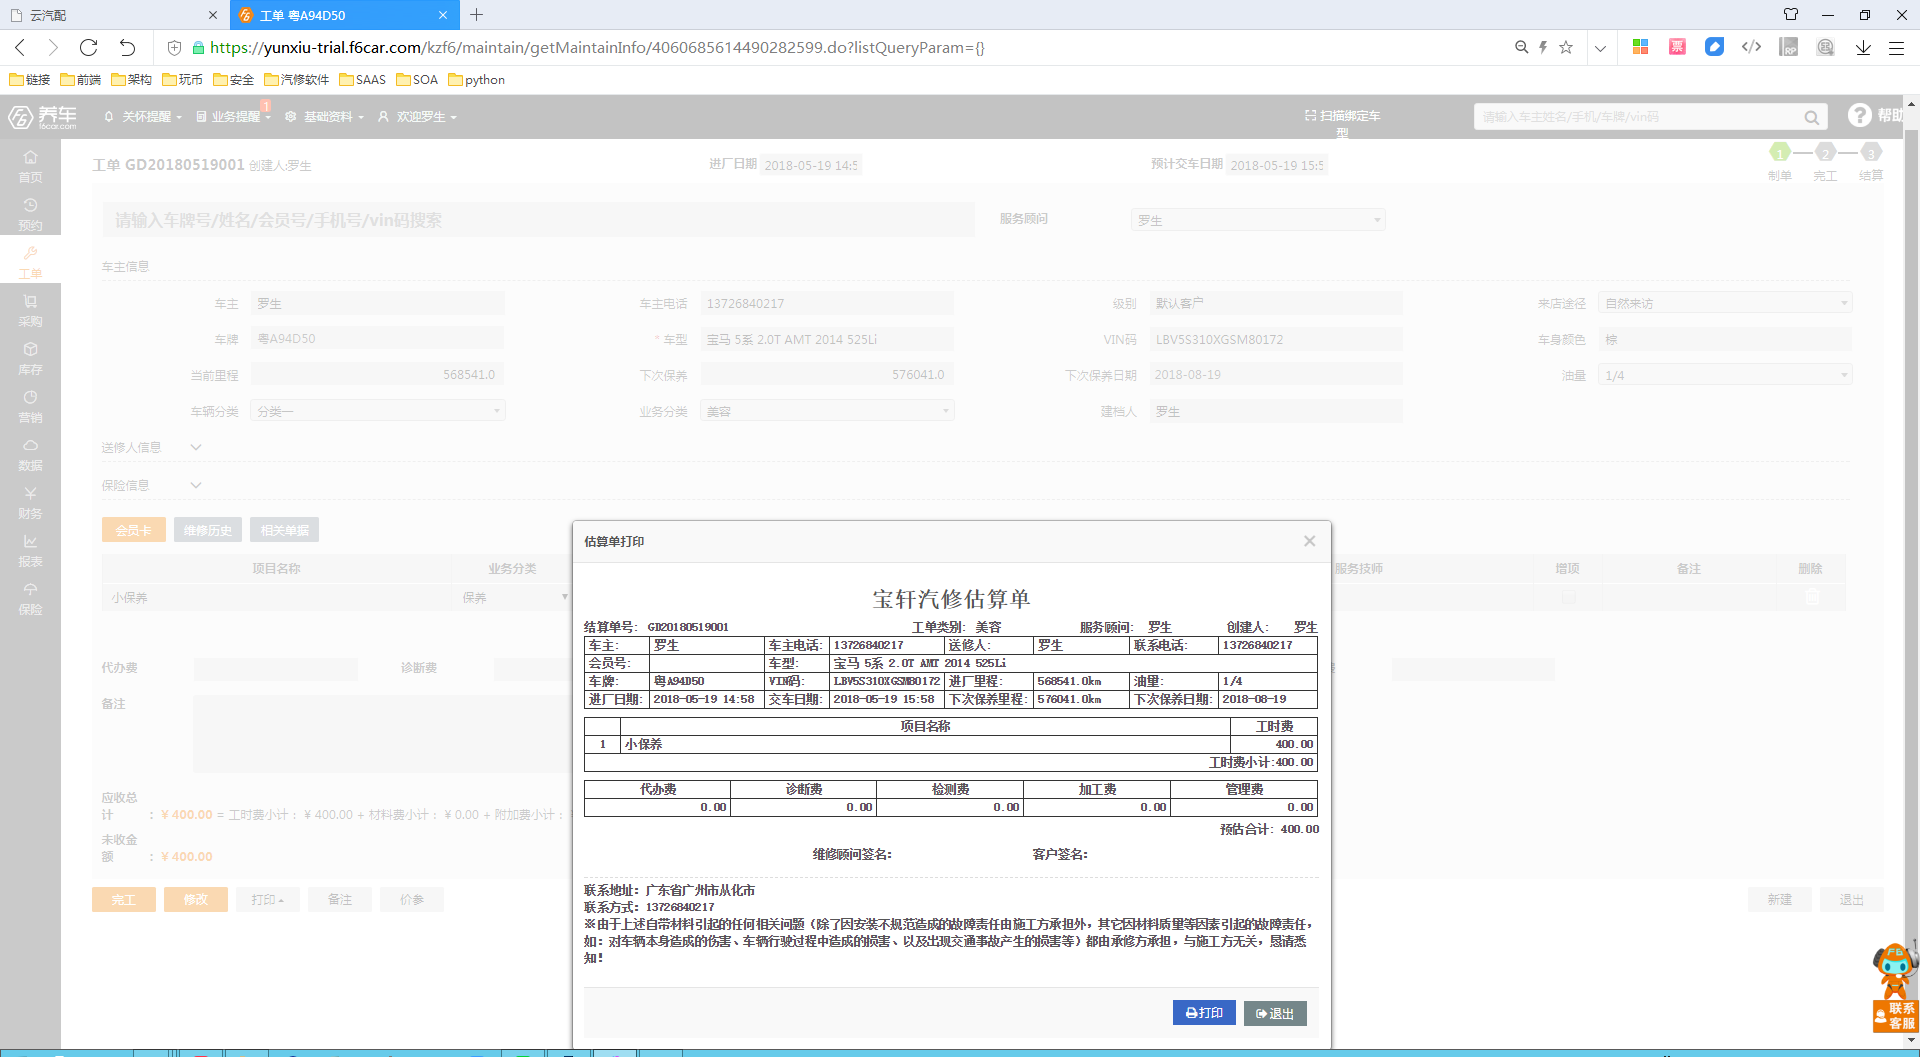 云汽配
工单 粤A94D50
https://yunxiu-trial.f6car.com/kzf6/maintain/getMaintainInfo/4060685614490282599.do?listQueryParam={}
链接 前端 架构 玩币 安全 汽修软件 SAAS SOA python
养车 f6car.com 关怀提醒 业务提醒 1 基础资料 欢迎罗生 扫描绑定车型 请输入车主姓名/手机/车牌/vin码 帮助
首页
预约
工单
采购
库存
营销
数据
财务
报表
保险
工单 GD20180519001 创建人:罗生 进厂日期 2018-05-19 14:5 预计交车日期 2018-05-19 15:5
1 2 3
制单 完工 结算
请输入车牌号/姓名/会员号/手机号/vin码搜索 服务顾问 罗生
车主信息
车主 罗生 车主电话 13726840217 级别 默认客户 来店途径 自然来访
车牌 粤A94D50 * 车型 宝马 5系 2.0T AMT 2014 525Li VIN码 LBV5S310XGSM80172 车身颜色 棕
当前里程 568541.0 下次保养 576041.0 下次保养日期 2018-08-19 油量 1/4
车辆分类 分类一 业务分类 美容 建档人 罗生
送修人信息
保险信息
会员卡 维修历史 相关单据
项目名称 业务分类 服务技师 增项 备注 删除
小保养 保养
代办费 诊断费
备注
应收总计 : ¥ 400.00 = 工时费小计: ¥ 400.00 + 材料费小计: ¥ 0.00 + 附加费小计:
未收金额 : ¥ 400.00
完工 修改 打印 备注 价参 新建 退出
估算单打印 ×
宝轩汽修估算单
结算单号: GD20180519001 工单类别: 美容 服务顾问: 罗生 创建人: 罗生
车主: 罗生 车主电话: 13726840217 送修人: 罗生 联系电话: 13726840217
会员号: 车型: 宝马 5系 2.0T AMT 2014 525Li
车牌: 粤A94D50 VIN码: LBV5S310XGSM80172 进厂里程: 568541.0km 油量: 1/4
进厂日期: 2018-05-19 14:58 交车日期: 2018-05-19 15:58 下次保养里程: 576041.0km 下次保养日期: 2018-08-19
项目名称 工时费
1 小保养 400.00
工时费小计:400.00
代办费 诊断费 检测费 加工费 管理费
0.00 0.00 0.00 0.00 0.00
预估合计: 400.00
维修顾问签名: 客户签名:
联系地址: 广东省广州市从化市
联系方式: 13726840217
※由于上述自带材料引起的任何相关问题（除了因安装不规范造成的故障责任由施工方承担外，其它因材料质量等因素引起的故障责任，
如: 对车辆本身造成的伤害、车辆行驶过程中造成的损害、以及出现交通事故产生的损害等）都由承修方承担，与施工方无关，恳请悉
知!
打印 退出
联系
客服